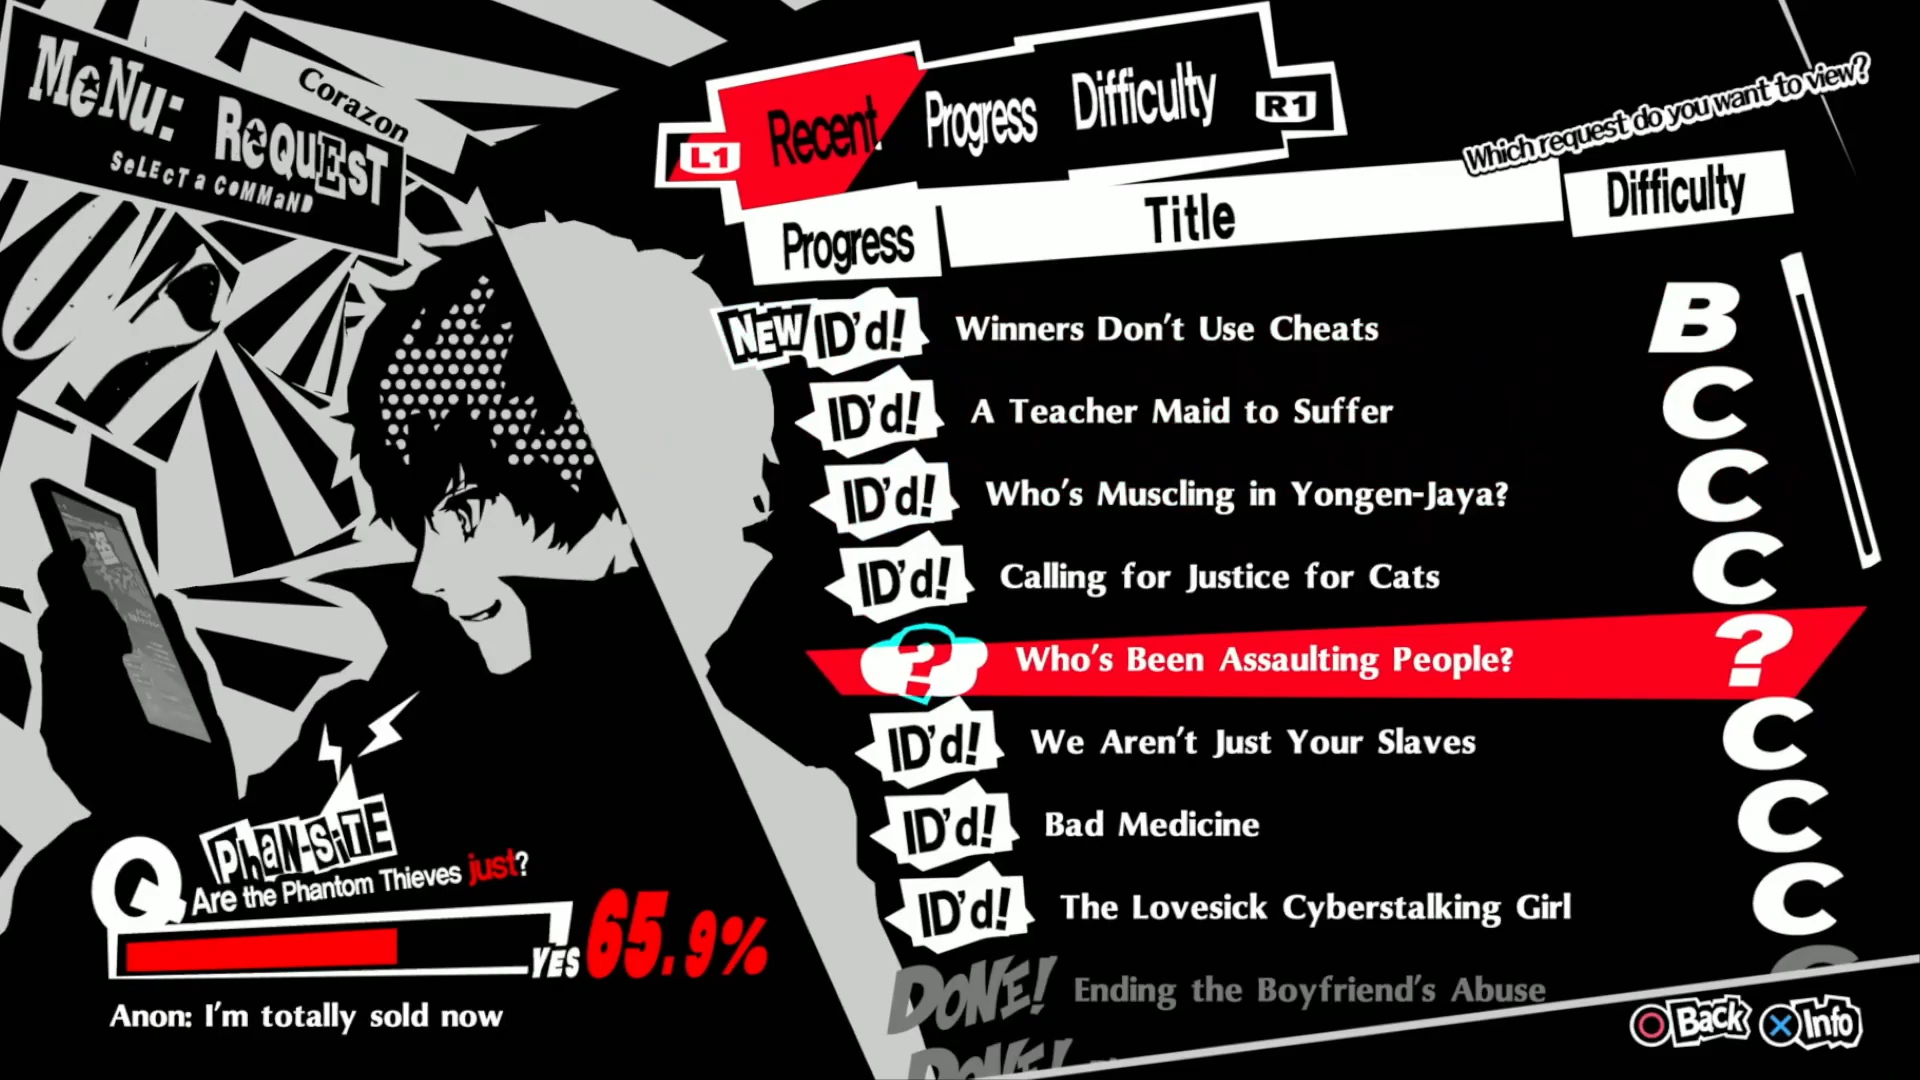 MeNu: RequEsT
Corazon
SeLEcT a CoMMaND
L1 Recent Progress Difficulty R1
Which request do you want to view?
Progress Title Difficulty
NEW ID'd! Winners Don't Use Cheats B
ID'd! A Teacher Maid to Suffer C
ID'd! Who's Muscling in Yongen-Jaya? C
ID'd! Calling for Justice for Cats C
? Who's Been Assaulting People? ?
ID'd! We Aren't Just Your Slaves C
ID'd! Bad Medicine C
ID'd! The Lovesick Cyberstalking Girl C
DONE! Ending the Boyfriend's Abuse
DONE!
PhaN-SiTE
Q Are the Phantom Thieves just?
YES 65.9%
Anon: I'm totally sold now
Back Info